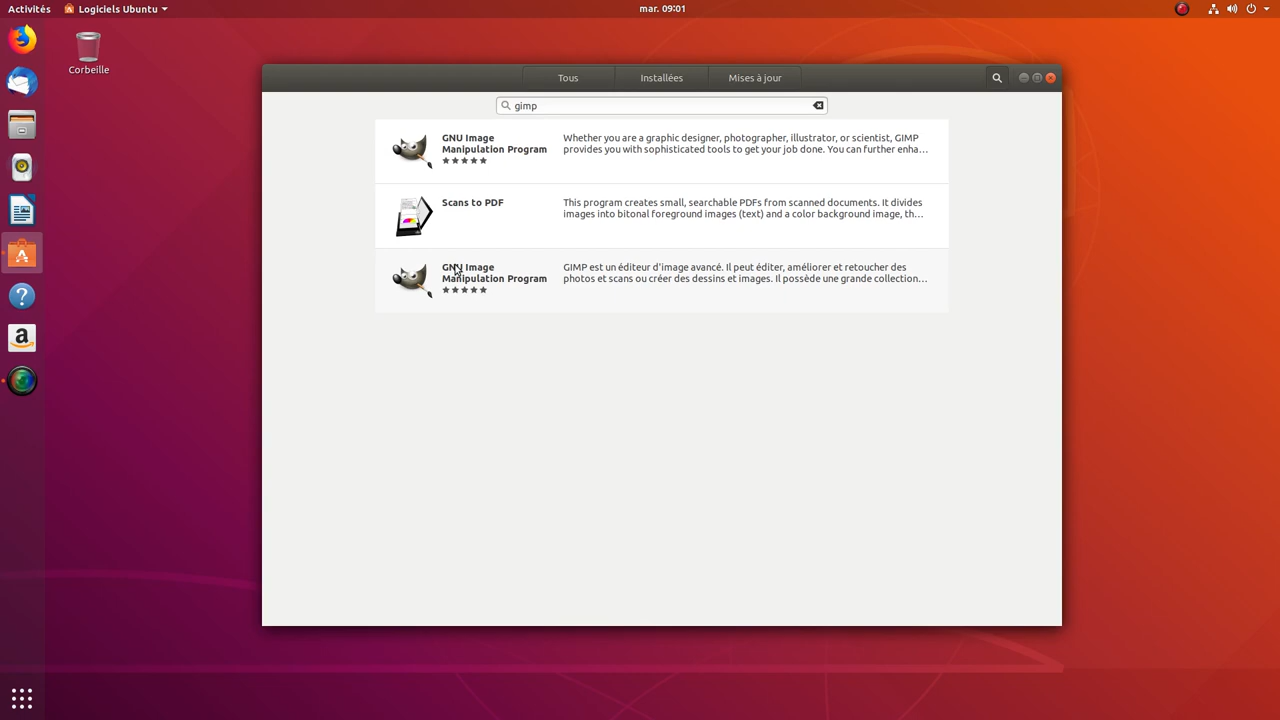 Activités
Logiciels Ubuntu
mar. 09:01
Corbeille
Tous
Installées
Mises à jour
gimp
GNU Image
Manipulation Program
Whether you are a graphic designer, photographer, illustrator, or scientist, GIMP
provides you with sophisticated tools to get your job done. You can further enha…
Scans to PDF
This program creates small, searchable PDFs from scanned documents. It divides
images into bitonal foreground images (text) and a color background image, th…
GNU Image
Manipulation Program
GIMP est un éditeur d'image avancé. Il peut éditer, améliorer et retoucher des
photos et scans ou créer des dessins et images. Il possède une grande collection…